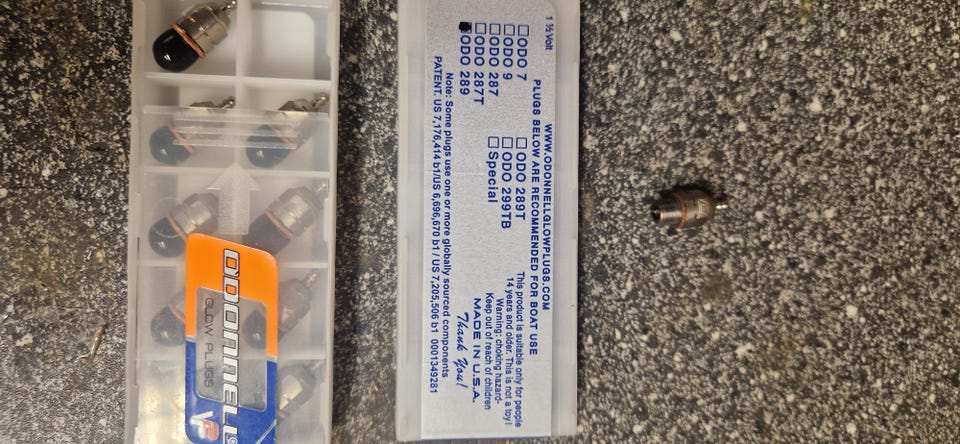 ODONNELL
GLOW PLUGS
VP
1 ½ Volt
WWW.ODONNELLGLOWPLUGS.COM
PLUGS BELOW ARE RECOMMENDED FOR BOAT USE
ODO 7
ODO 9
ODO 287
ODO 287T
ODO 289
ODO 289T
ODO 299TB
Special
This product is suitable only for people
14 years and older. This is not a toy!
Warning: choking hazard-
Keep out of reach of children
MADE IN U.S.A.
Thank You!
Note: Some plugs use one or more globally sourced components
PATENT. US 7,176,414 b1/US 6,696,670 b1 / US 7,205,506 b1 0001349281